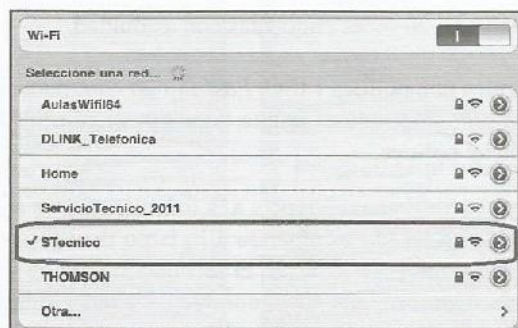 Wi-Fi
Seleccione una red...
AulasWifi64
DLINK_Telefonica
Home
ServicioTecnico_2011
✓ STecnico
THOMSON
Otra...